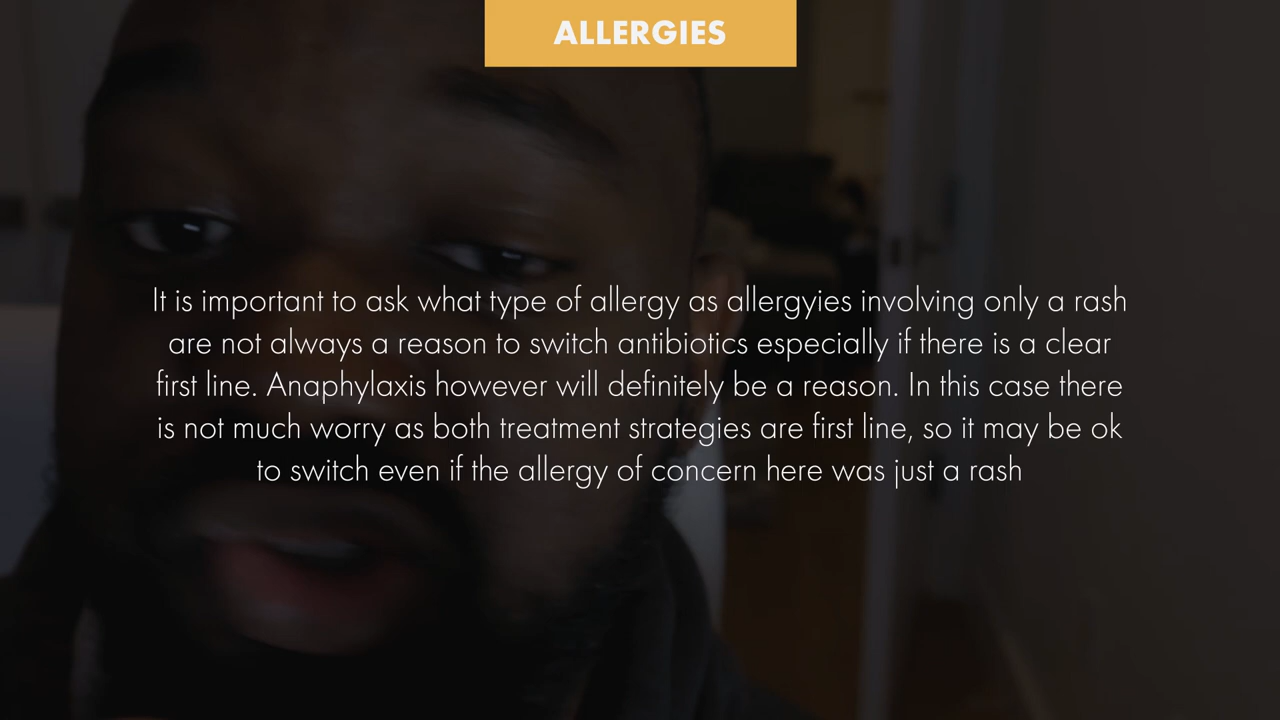 ALLERGIES
It is important to ask what type of allergy as allergyies involving only a rash
are not always a reason to switch antibiotics especially if there is a clear
first line. Anaphylaxis however will definitely be a reason. In this case there
is not much worry as both treatment strategies are first line, so it may be ok
to switch even if the allergy of concern here was just a rash